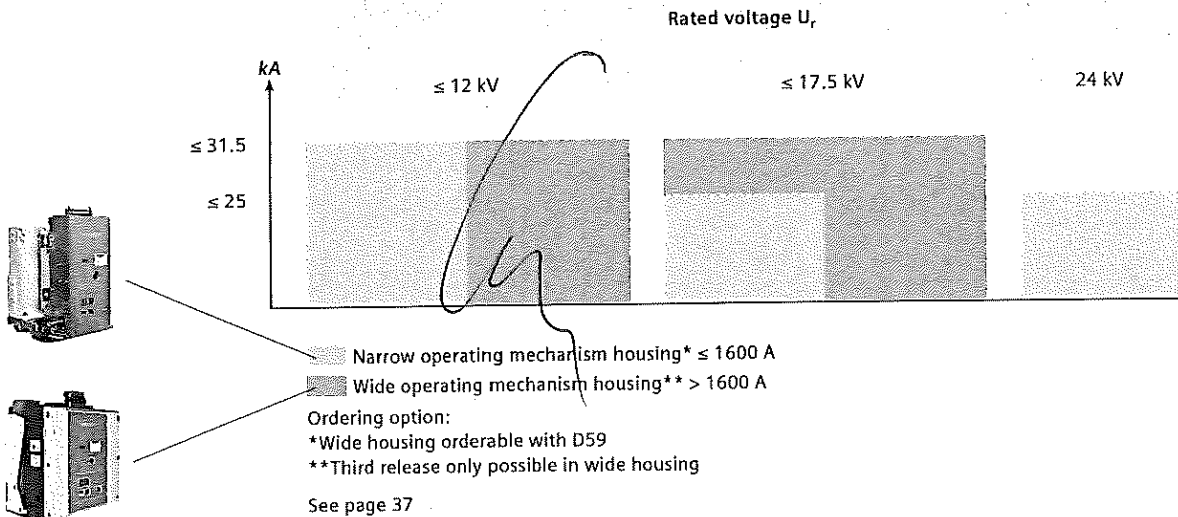 Rated voltage Uᵣ
kA
≤ 12 kV
≤ 17.5 kV
24 kV
≤ 31.5
≤ 25
Narrow operating mechanism housing* ≤ 1600 A
Wide operating mechanism housing** > 1600 A
Ordering option:
*Wide housing orderable with D59
**Third release only possible in wide housing
See page 37